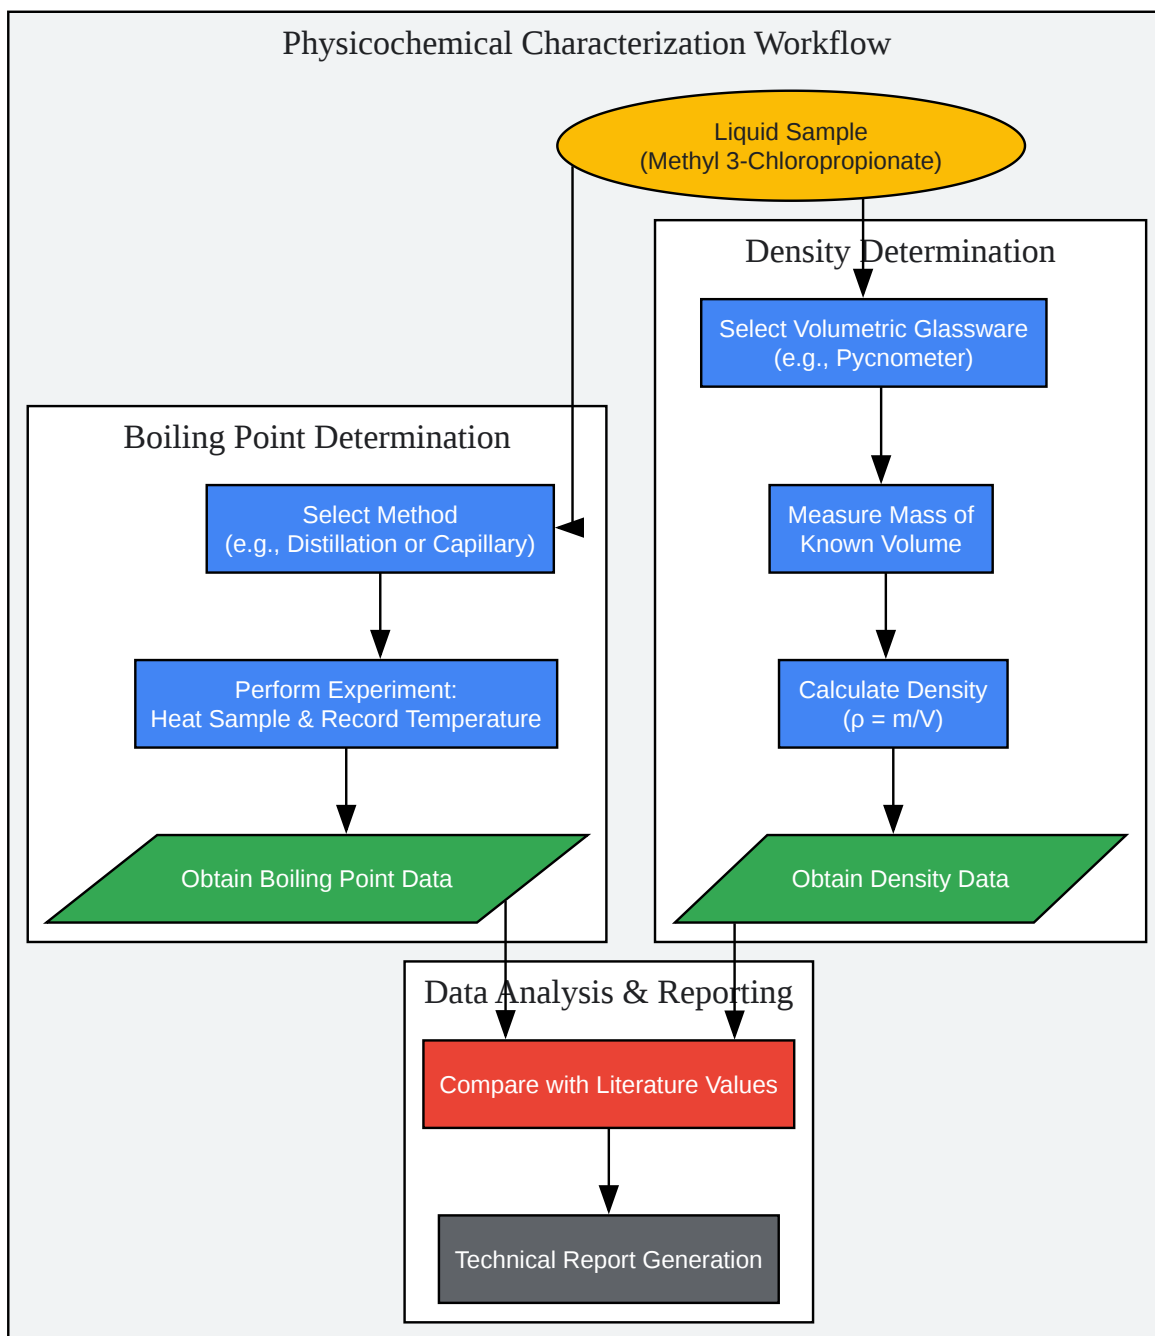 Physicochemical Characterization Workflow
Liquid Sample
(Methyl 3-Chloropropionate)
Density Determination
Select Volumetric Glassware
(e.g., Pycnometer)
Measure Mass of
Known Volume
Calculate Density
(ρ = m/V)
Obtain Density Data
Boiling Point Determination
Select Method
(e.g., Distillation or Capillary)
Perform Experiment:
Heat Sample & Record Temperature
Obtain Boiling Point Data
Data Analysis & Reporting
Compare with Literature Values
Technical Report Generation